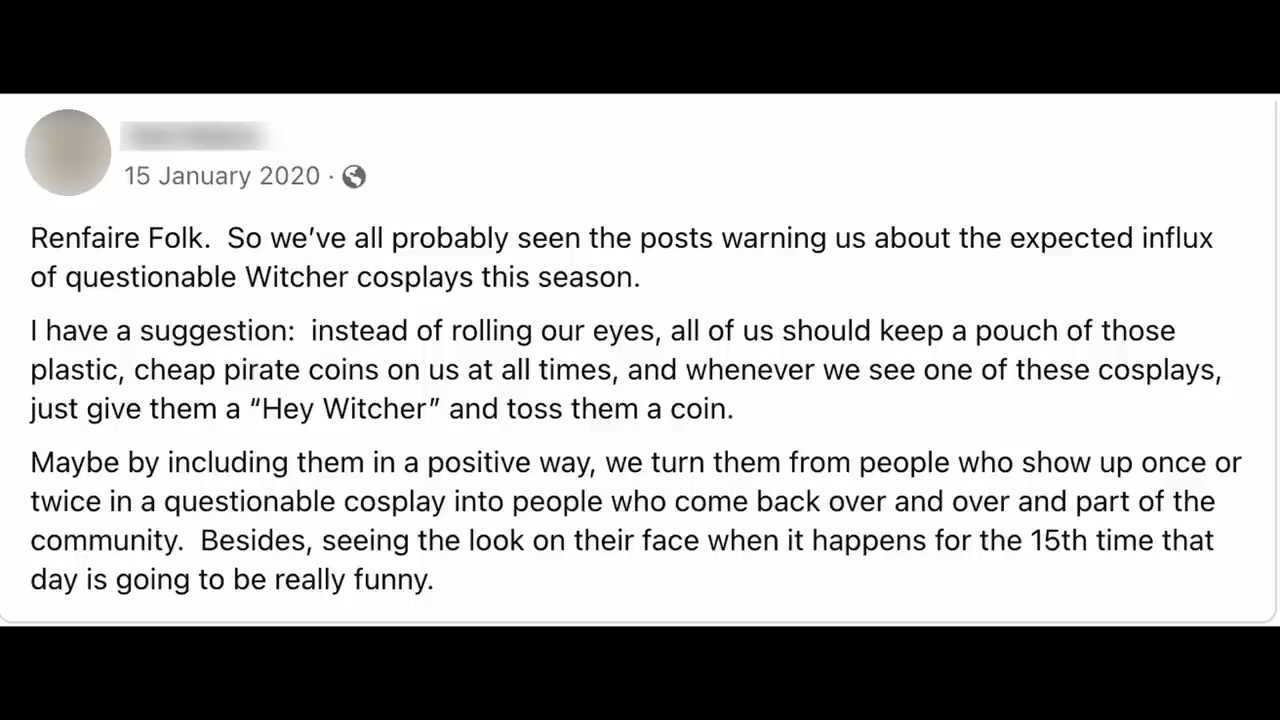 15 January 2020 ·
Renfaire Folk.  So we’ve all probably seen the posts warning us about the expected influx
of questionable Witcher cosplays this season.
I have a suggestion:  instead of rolling our eyes, all of us should keep a pouch of those
plastic, cheap pirate coins on us at all times, and whenever we see one of these cosplays,
just give them a “Hey Witcher” and toss them a coin.
Maybe by including them in a positive way, we turn them from people who show up once or
twice in a questionable cosplay into people who come back over and over and part of the
community.  Besides, seeing the look on their face when it happens for the 15th time that
day is going to be really funny.